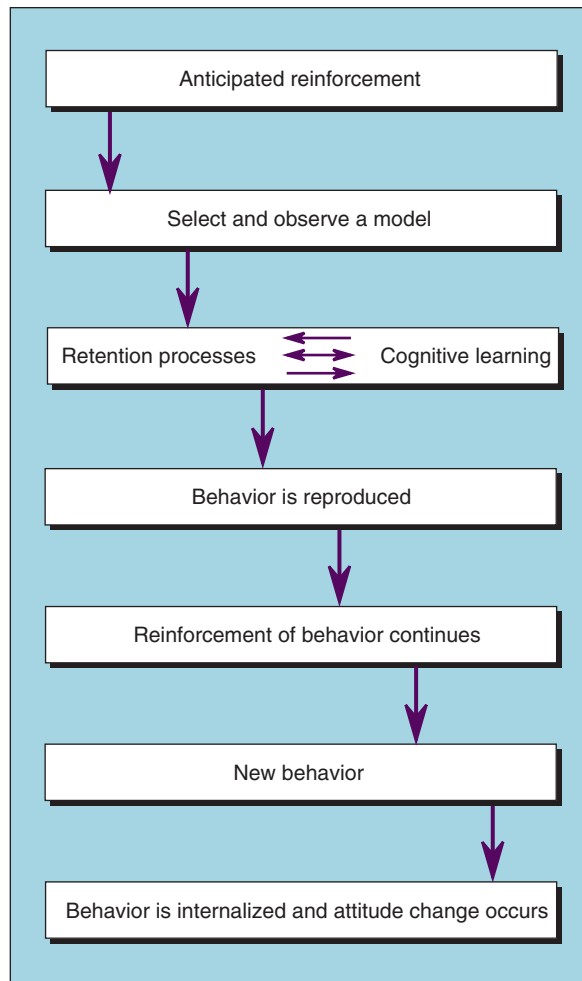 Anticipated reinforcement
Select and observe a model
Retention processes Cognitive learning
Behavior is reproduced
Reinforcement of behavior continues
New behavior
Behavior is internalized and attitude change occurs